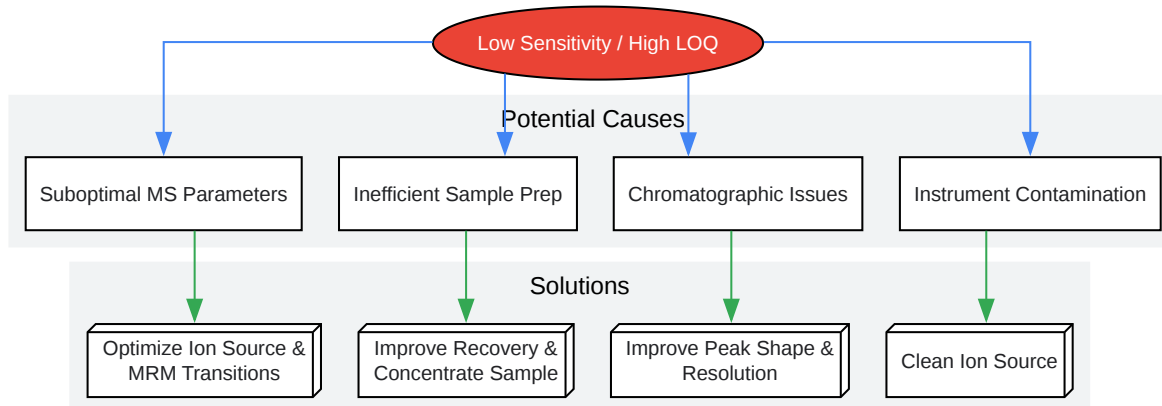 Low Sensitivity / High LOQ
Potential Causes
Suboptimal MS Parameters
Inefficient Sample Prep
Chromatographic Issues
Instrument Contamination
Solutions
Optimize Ion Source &
MRM Transitions
Improve Recovery &
Concentrate Sample
Improve Peak Shape &
Resolution
Clean Ion Source